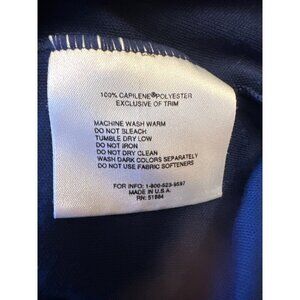 100% CAPILENE® POLYESTER
EXCLUSIVE OF TRIM
MACHINE WASH WARM
DO NOT BLEACH
TUMBLE DRY LOW
DO NOT IRON
DO NOT DRY CLEAN
WASH DARK COLORS SEPARATELY
DO NOT USE FABRIC SOFTENERS
FOR INFO: 1-800-523-9597
MADE IN U.S.A.
RN: 51884